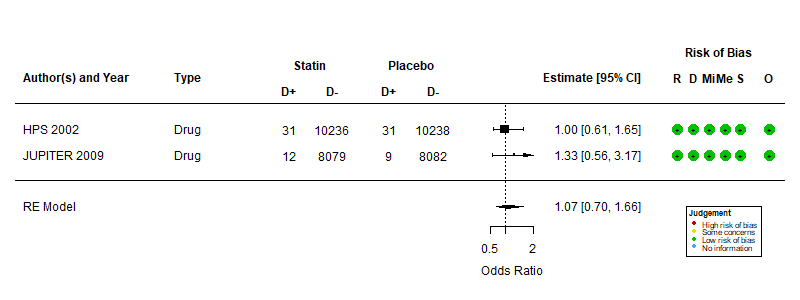 Risk of Bias
Statin Placebo
Author(s) and Year Type Estimate [95% CI] R D Mi Me S O
D+ D- D+ D-
HPS 2002 Drug 31 10236 31 10238 1.00 [0.61, 1.65]
JUPITER 2009 Drug 12 8079 9 8082 1.33 [0.56, 3.17]
RE Model 1.07 [0.70, 1.66]
Judgement
High risk of bias
Some concerns
Low risk of bias
No information
0.5 2
Odds Ratio